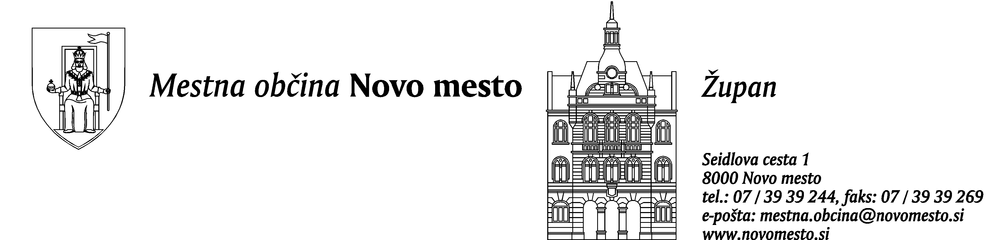 Mestna občina Novo mesto
Župan
Seidlova cesta 1
8000 Novo mesto
tel.: 07 / 39 39 244, faks: 07 / 39 39 269
e-pošta: mestna.obcina@novomesto.si
www.novomesto.si